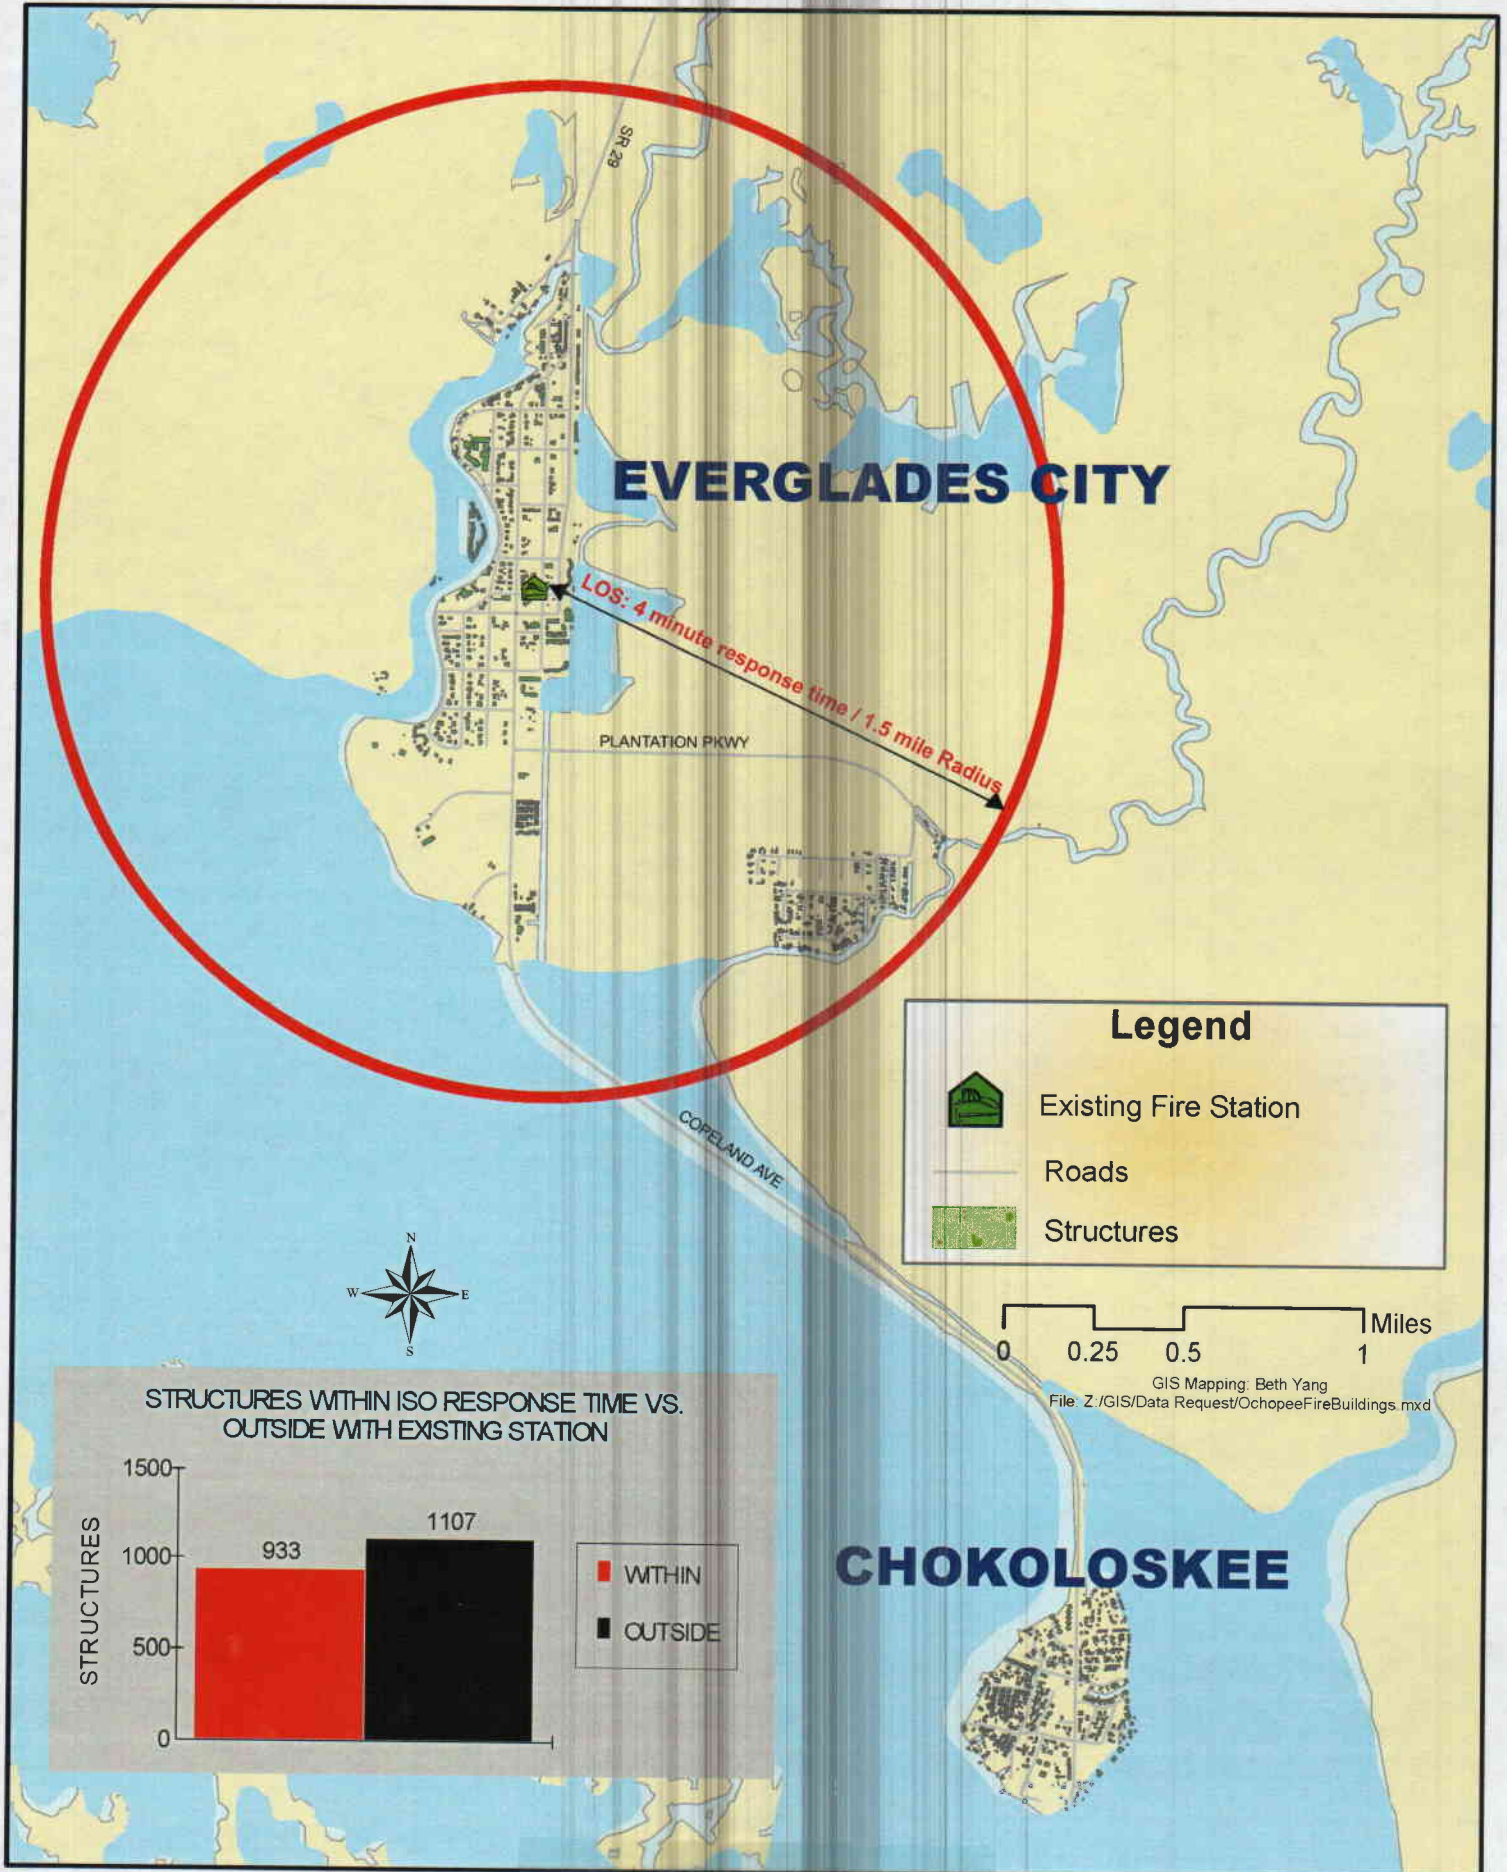 SR 29
EVERGLADES CITY
LOS: 4 minute response time / 1.5 mile Radius
PLANTATION PKWY
COPELAND AVE
Legend
Existing Fire Station
Roads
Structures
Miles
0 0.25 0.5 1
GIS Mapping: Beth Yang
File: Z:/GIS/Data Request/OchopeeFireBuildings.mxd
N
W E
S
STRUCTURES WITHIN ISO RESPONSE TIME VS.
OUTSIDE WITH EXISTING STATION
STRUCTURES
1500
1000
500
0
933
1107
WITHIN
OUTSIDE
CHOKOLOSKEE